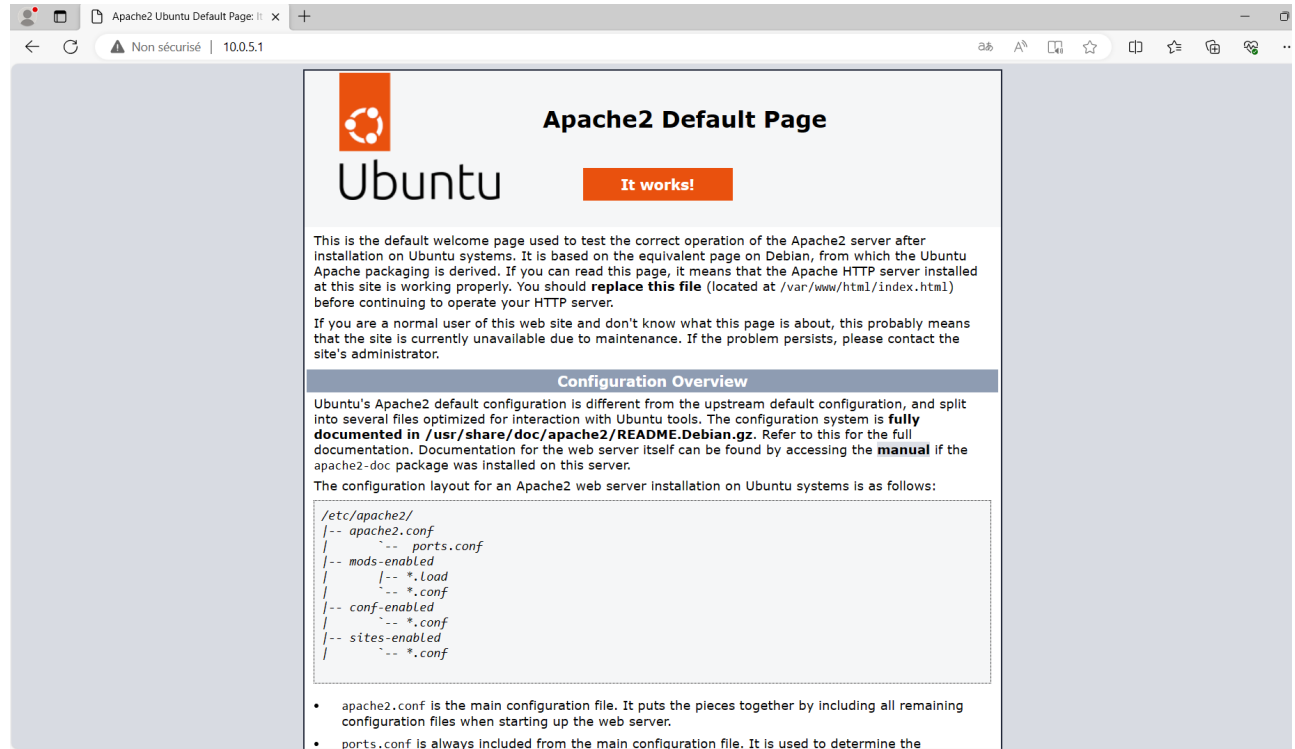 Apache2 Ubuntu Default Page: It
Non sécurisé | 10.0.5.1
Apache2 Default Page
Ubuntu
It works!
This is the default welcome page used to test the correct operation of the Apache2 server after
installation on Ubuntu systems. It is based on the equivalent page on Debian, from which the Ubuntu
Apache packaging is derived. If you can read this page, it means that the Apache HTTP server installed
at this site is working properly. You should replace this file (located at /var/www/html/index.html)
before continuing to operate your HTTP server.
If you are a normal user of this web site and don't know what this page is about, this probably means
that the site is currently unavailable due to maintenance. If the problem persists, please contact the
site's administrator.
Configuration Overview
Ubuntu's Apache2 default configuration is different from the upstream default configuration, and split
into several files optimized for interaction with Ubuntu tools. The configuration system is fully
documented in /usr/share/doc/apache2/README.Debian.gz. Refer to this for the full
documentation. Documentation for the web server itself can be found by accessing the manual if the
apache2-doc package was installed on this server.
The configuration layout for an Apache2 web server installation on Ubuntu systems is as follows:
/etc/apache2/
|-- apache2.conf
|       `--  ports.conf
|-- mods-enabled
|       |-- *.load
|       `-- *.conf
|-- conf-enabled
|       `-- *.conf
|-- sites-enabled
|       `-- *.conf
• apache2.conf is the main configuration file. It puts the pieces together by including all remaining
configuration files when starting up the web server.
• ports.conf is always included from the main configuration file. It is used to determine the